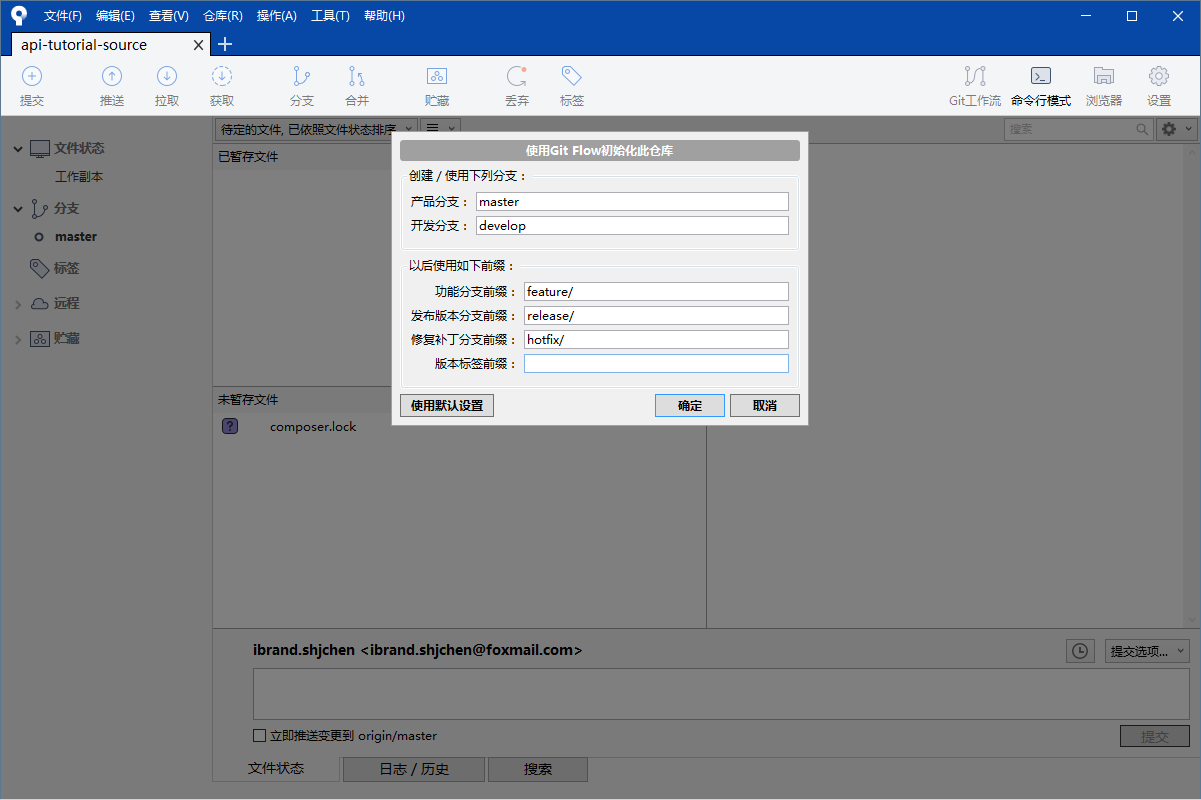 文件(F) 编辑(E) 查看(V) 仓库(R) 操作(A) 工具(T) 帮助(H)
api-tutorial-source
提交 推送 拉取 获取 分支 合并 贮藏 丢弃 标签 Git工作流 命令行模式 浏览器 设置
待定的文件, 已依照文件状态排序
搜索
文件状态
工作副本
分支
master
标签
远程
贮藏
已暂存文件
使用Git Flow初始化此仓库
创建 / 使用下列分支：
产品分支： master
开发分支： develop
以后使用如下前缀：
功能分支前缀： feature/
发布版本分支前缀： release/
修复补丁分支前缀： hotfix/
版本标签前缀：
使用默认设置 确定 取消
未暂存文件
? composer.lock
ibrand.shjchen <ibrand.shjchen@foxmail.com>
提交选项...
立即推送变更到 origin/master
提交
文件状态 日志 / 历史 搜索